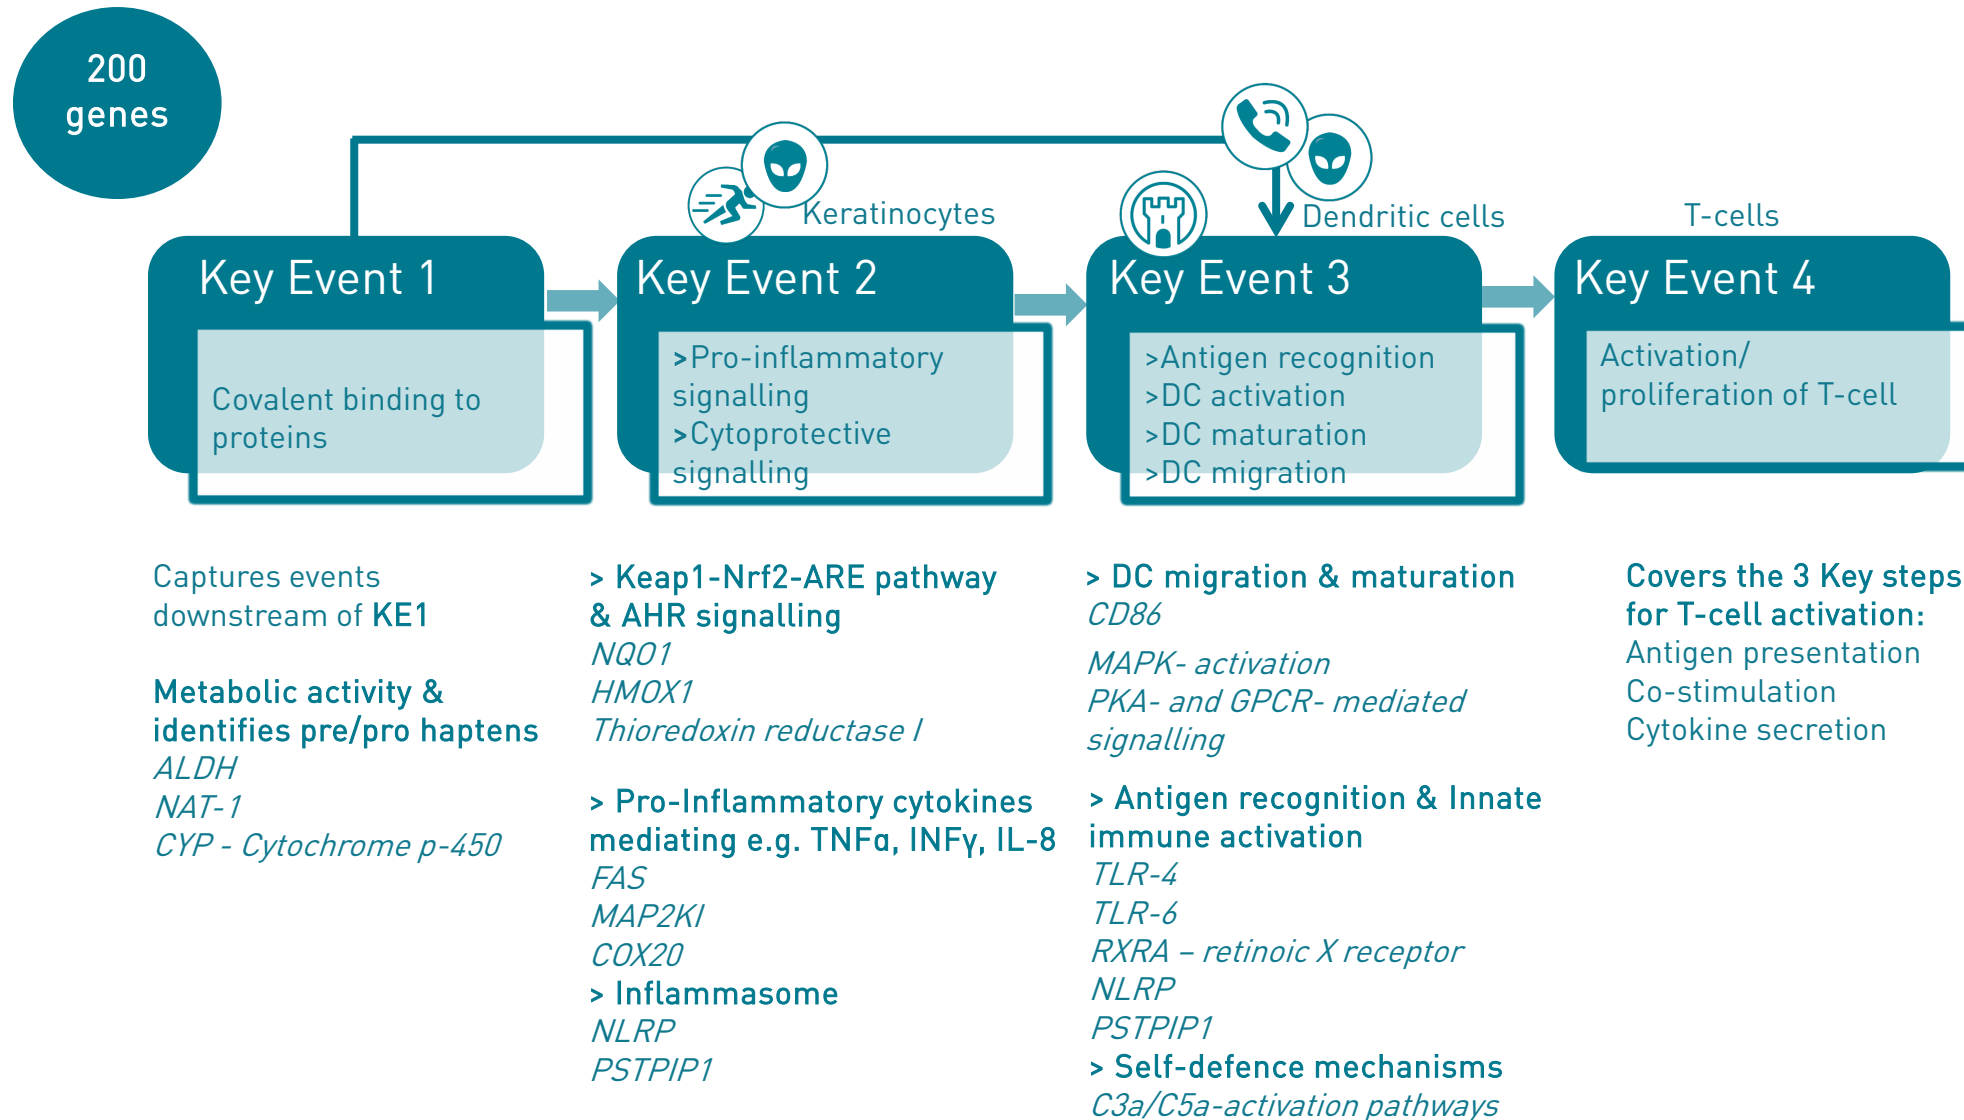 200
genes
Keratinocytes
Dendritic cells
T-cells
Key Event 1
Covalent binding to
proteins
Key Event 2
>Pro-inflammatory
signalling
>Cytoprotective
signalling
Key Event 3
>Antigen recognition
>DC activation
>DC maturation
>DC migration
Key Event 4
Activation/
proliferation of T-cell
Captures events
downstream of KE1
Metabolic activity &
identifies pre/pro haptens
ALDH
NAT-1
CYP - Cytochrome p-450
> Keap1-Nrf2-ARE pathway
& AHR signalling
NQO1
HMOX1
Thioredoxin reductase I
> Pro-Inflammatory cytokines
mediating e.g. TNFα, INFγ, IL-8
FAS
MAP2KI
COX20
> Inflammasome
NLRP
PSTPIP1
> DC migration & maturation
CD86
MAPK- activation
PKA- and GPCR- mediated
signalling
> Antigen recognition & Innate
immune activation
TLR-4
TLR-6
RXRA – retinoic X receptor
NLRP
PSTPIP1
> Self-defence mechanisms
C3a/C5a-activation pathways
Covers the 3 Key steps
for T-cell activation:
Antigen presentation
Co-stimulation
Cytokine secretion